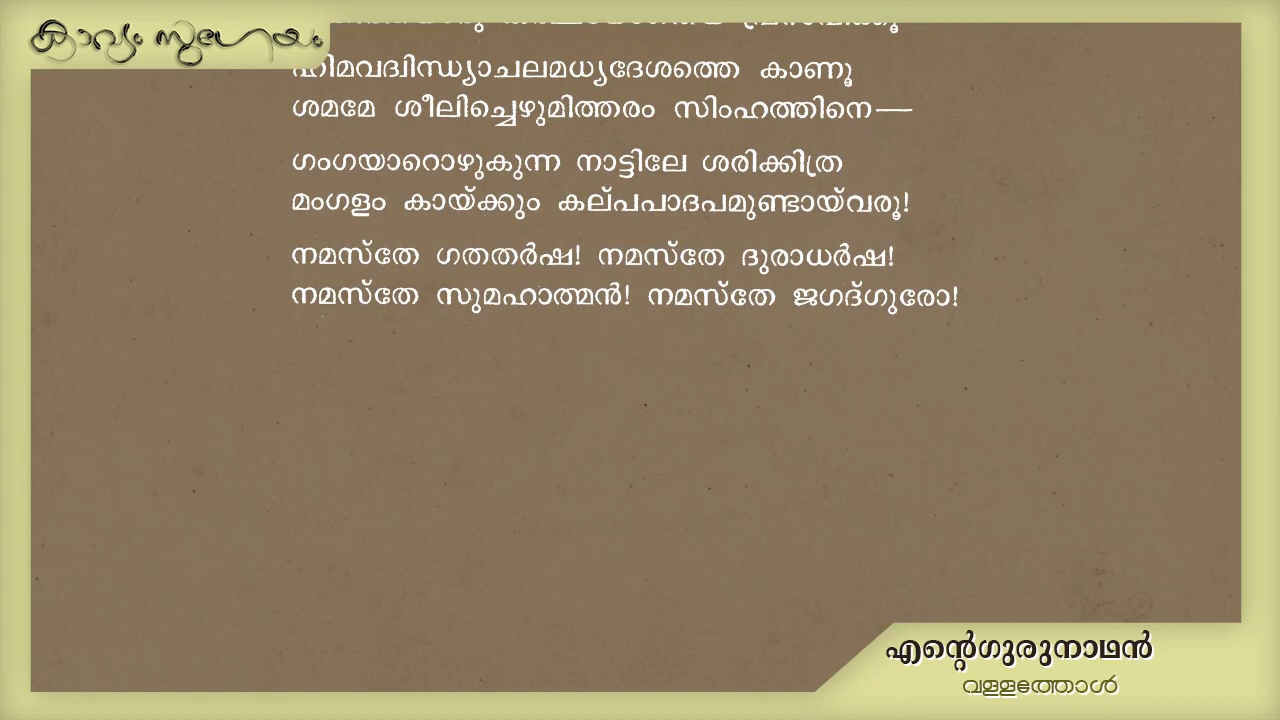 കാവ്യം സുഗേയം
ഹിമവദ്വിന്ധ്യാചലമധ്യദേശത്തെ കാണൂ
ശമമേ ശീലിച്ചെഴുമിത്തരം സിംഹത്തിനെ—
ഗംഗയാറൊഴുകുന്ന നാട്ടിലേ ശരിക്കിത്ര
മംഗളം കായ്ക്കും കല്പപാദപമുണ്ടായ്‌വരൂ!
നമസ്തേ ഗതതർഷ! നമസ്തേ ദുരാധർഷ!
നമസ്തേ സുമഹാത്മൻ! നമസ്തേ ജഗദ്ഗുരോ!
എന്റെഗുരുനാഥൻ
വള്ളത്തോൾ